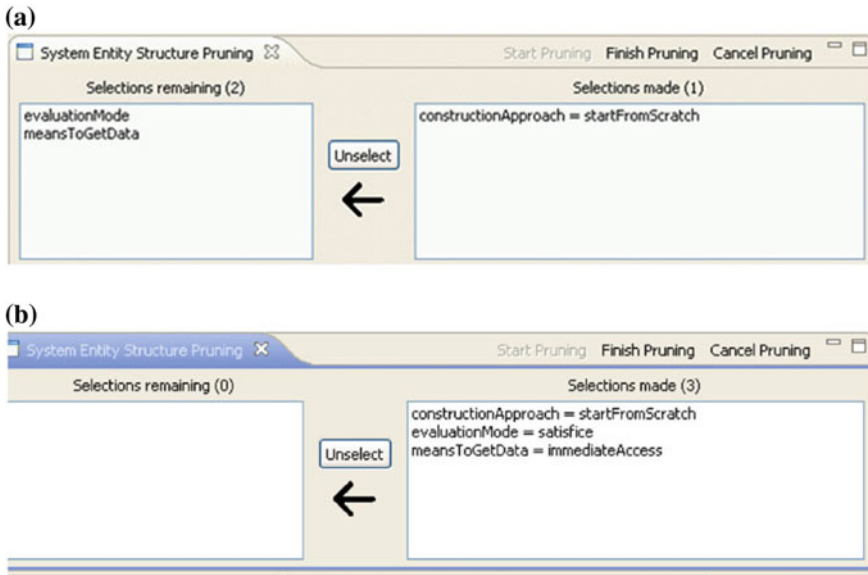 (a)
System Entity Structure Pruning Start Pruning Finish Pruning Cancel Pruning
Selections remaining (2) Selections made (1)
evaluationMode constructionApproach = startFromScratch
meansToGetData
Unselect
(b)
System Entity Structure Pruning Start Pruning Finish Pruning Cancel Pruning
Selections remaining (0) Selections made (3)
constructionApproach = startFromScratch
evaluationMode = satisfice
meansToGetData = immediateAccess
Unselect